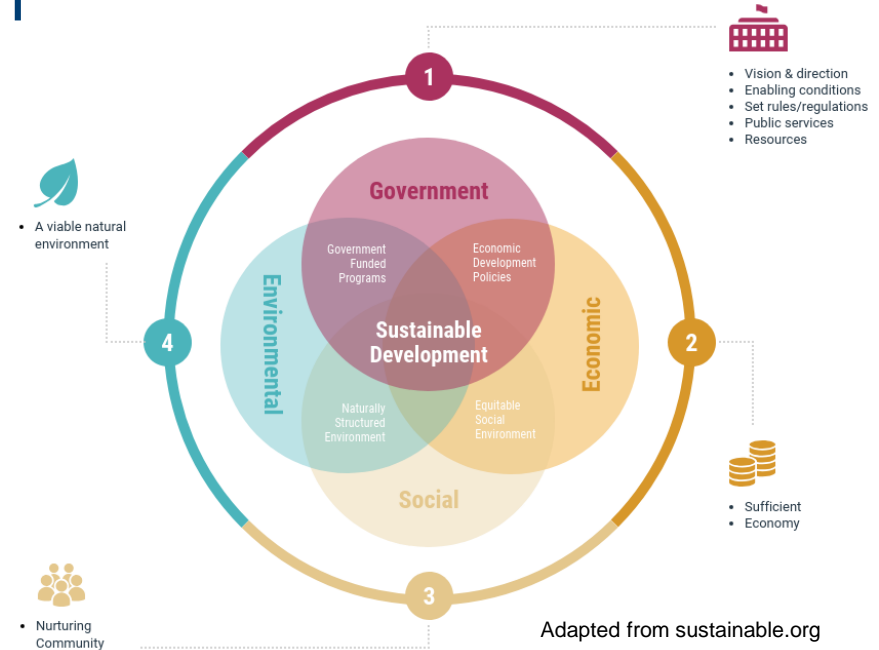 1
• Vision & direction
• Enabling conditions
• Set rules/regulations
• Public services
• Resources
Government
• A viable natural
environment
Government
Funded
Programs
Economic
Development
Policies
Environmental
Economic
4
Sustainable
Development
2
Naturally
Structured
Environment
Equitable
Social
Environment
Social
• Sufficient
• Economy
3
• Nurturing
Community
Adapted from sustainable.org